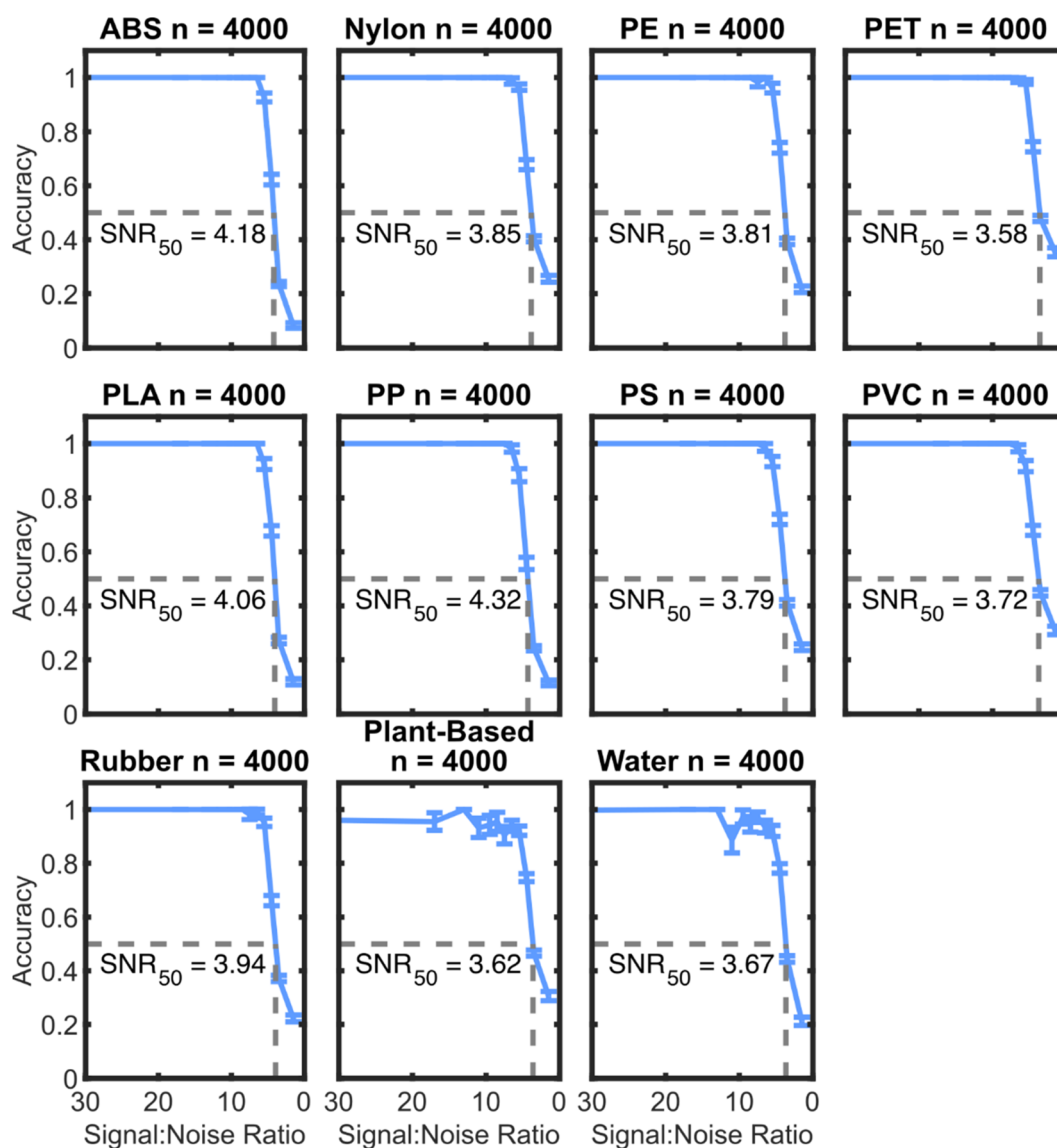 ABS n = 4000
Nylon n = 4000
PE n = 4000
PET n = 4000
Accuracy
1
0.8
0.6
0.4
0.2
0
SNR50 = 4.18
SNR50 = 3.85
SNR50 = 3.81
SNR50 = 3.58
PLA n = 4000
PP n = 4000
PS n = 4000
PVC n = 4000
Accuracy
1
0.8
0.6
0.4
0.2
0
SNR50 = 4.06
SNR50 = 4.32
SNR50 = 3.79
SNR50 = 3.72
Rubber n = 4000
Plant-Based
n = 4000
Water n = 4000
Accuracy
1
0.8
0.6
0.4
0.2
0
SNR50 = 3.94
SNR50 = 3.62
SNR50 = 3.67
30 20 10 0
30 20 10 0
30 20 10 0
Signal:Noise Ratio
Signal:Noise Ratio
Signal:Noise Ratio